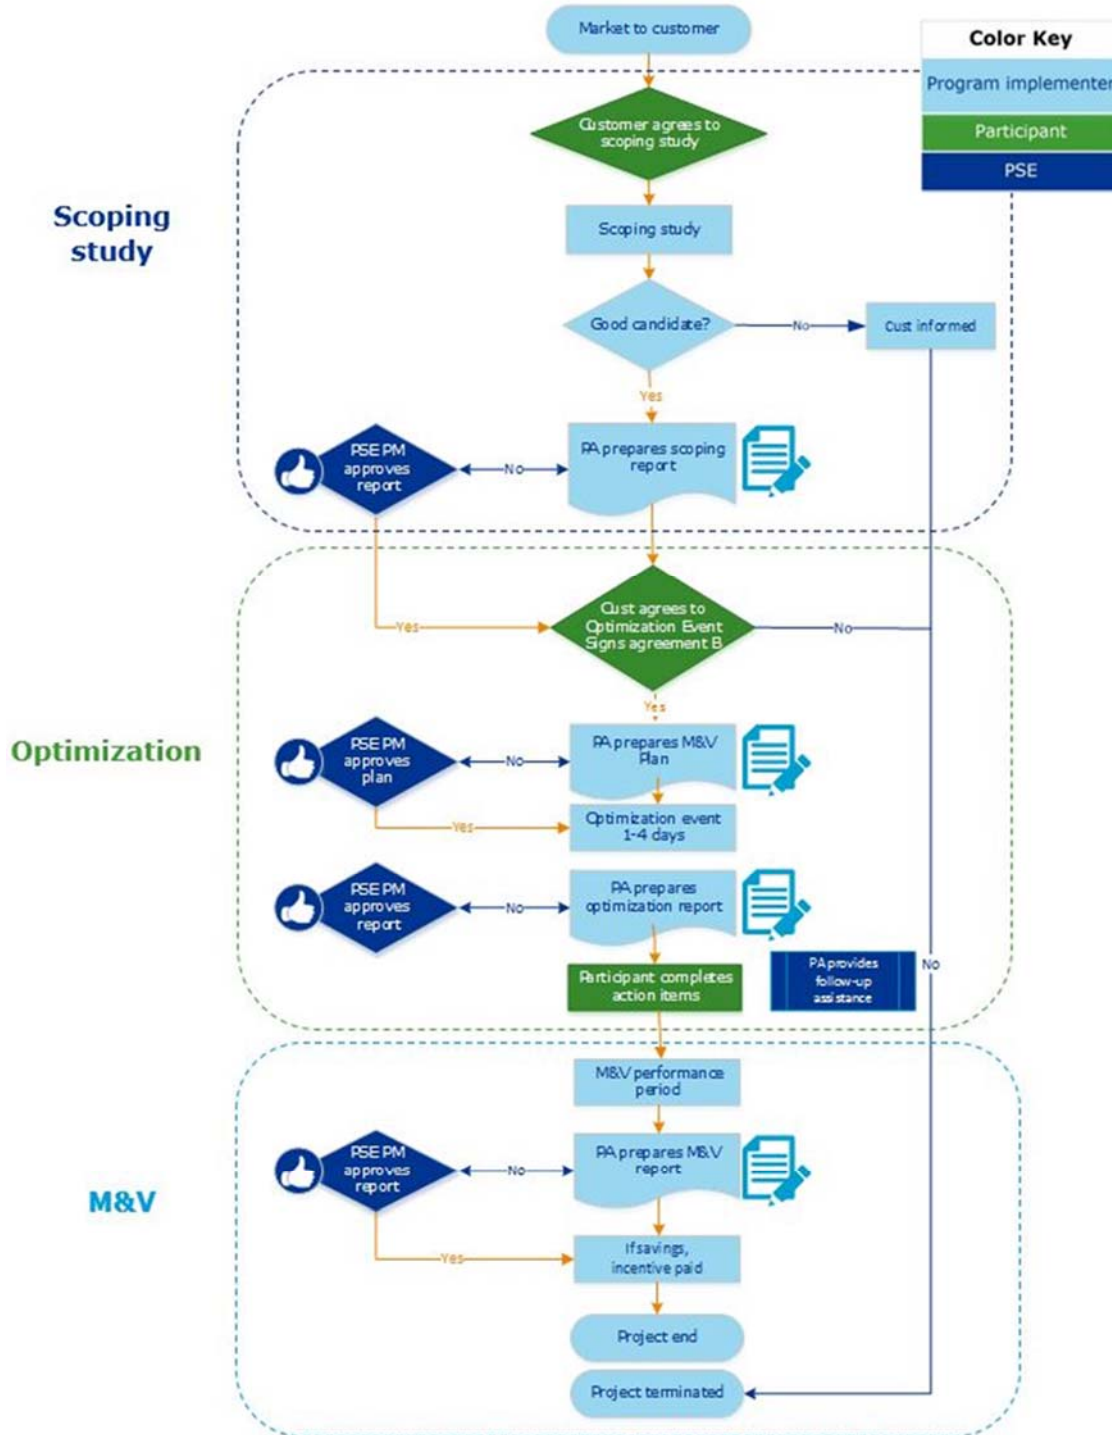 Market to customer
Color Key
Program implementer
Participant
PSE
Customer agrees to
scoping study
Scoping
study
Scoping study
Good candidate?
No
Cust informed
Yes
PSE PM
approves
report
No
PA prepares scoping
report
Cust agrees to
Optimization Event
Signs agreement B
Yes
No
Yes
Optimization
PSE PM
approves
plan
No
PA prepares M&V
Plan
Yes
Optimization event
1-4 days
PSE PM
approves
report
No
PA prepares
optimization report
Participant completes
action items
PA provides
follow-up
assistance
No
M&V performance
period
M&V
PSE PM
approves
report
No
PA prepares M&V
report
Yes
If savings,
incentive paid
Project end
Project terminated